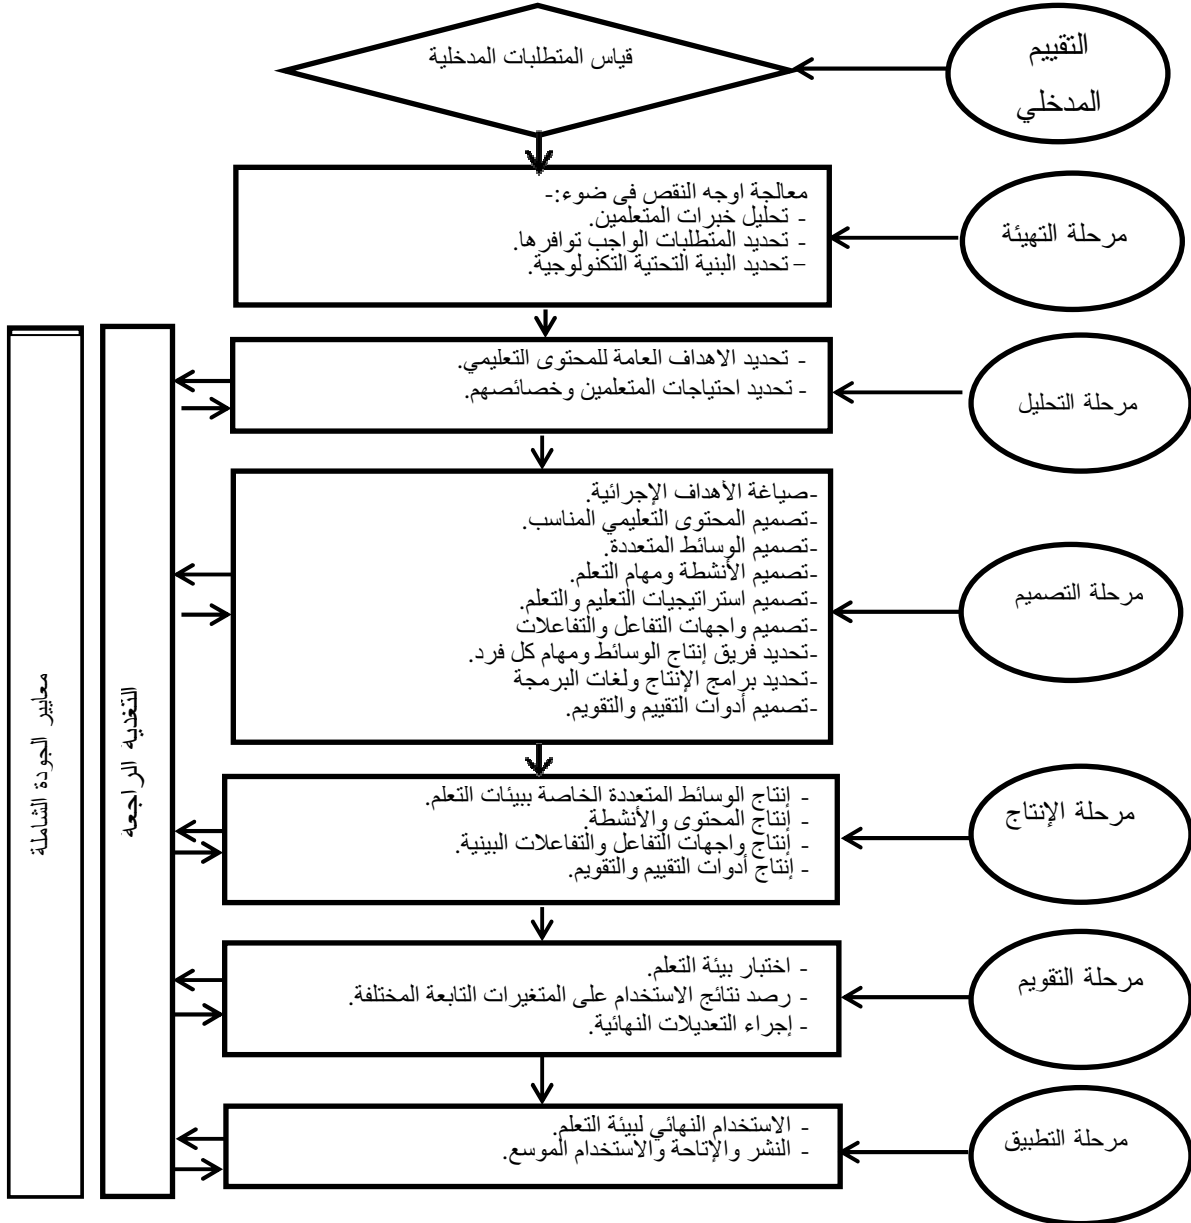 التقييم
المدخلي
قياس المتطلبات المدخلية
مرحلة التهيئة
معالجة اوجه النقص فى ضوء:-
- تحليل خبرات المتعلمين.
- تحديد المتطلبات الواجب توافرها.
– تحديد البنية التحتية التكنولوجية.
مرحلة التحليل
- تحديد الاهداف العامة للمحتوى التعليمي.
- تحديد احتياجات المتعلمين وخصائصهم.
مرحلة التصميم
-صياغة الأهداف الإجرائية.
-تصميم المحتوى التعليمي المناسب.
-تصميم الوسائط المتعددة.
-تصميم الأنشطة ومهام التعلم.
-تصميم استراتيجيات التعليم والتعلم.
-تصميم واجهات التفاعل والتفاعلات
-تحديد فريق إنتاج الوسائط ومهام كل فرد.
-تحديد برامج الإنتاج ولغات البرمجة
-تصميم أدوات التقييم والتقويم.
مرحلة الإنتاج
- إنتاج الوسائط المتعددة الخاصة ببيئات التعلم.
- إنتاج المحتوى والأنشطة.
- إنتاج واجهات التفاعل والتفاعلات البينية.
- إنتاج أدوات التقييم والتقويم.
مرحلة التقويم
- اختبار بيئة التعلم.
- رصد نتائج الاستخدام على المتغيرات التابعة المختلفة.
- إجراء التعديلات النهائية.
مرحلة التطبيق
- الاستخدام النهائي لبيئة التعلم.
- النشر والإتاحة والاستخدام الموسع.
التغذية الراجعة
معايير الجودة الشاملة